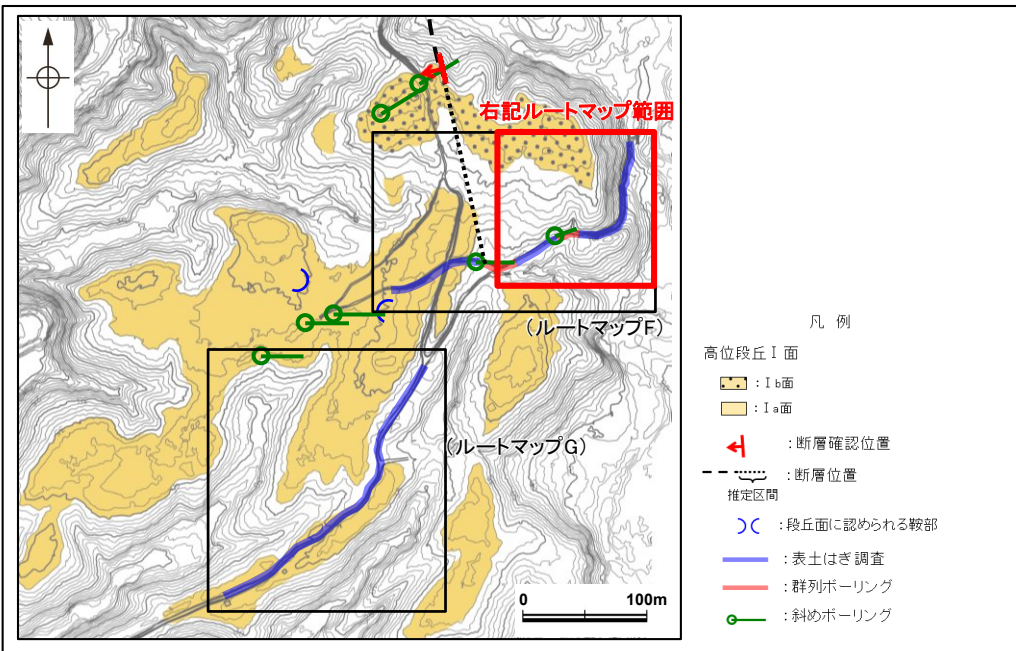 右記ルートマップ範囲
(ルートマップF)
(ルートマップG)
0 100m
凡 例
高位段丘Ⅰ面
：Ⅰb面
：Ⅰa面
：断層確認位置
：断層位置
推定区間
：段丘面に認められる鞍部
：表土はぎ調査
：群列ボーリング
：斜めボーリング